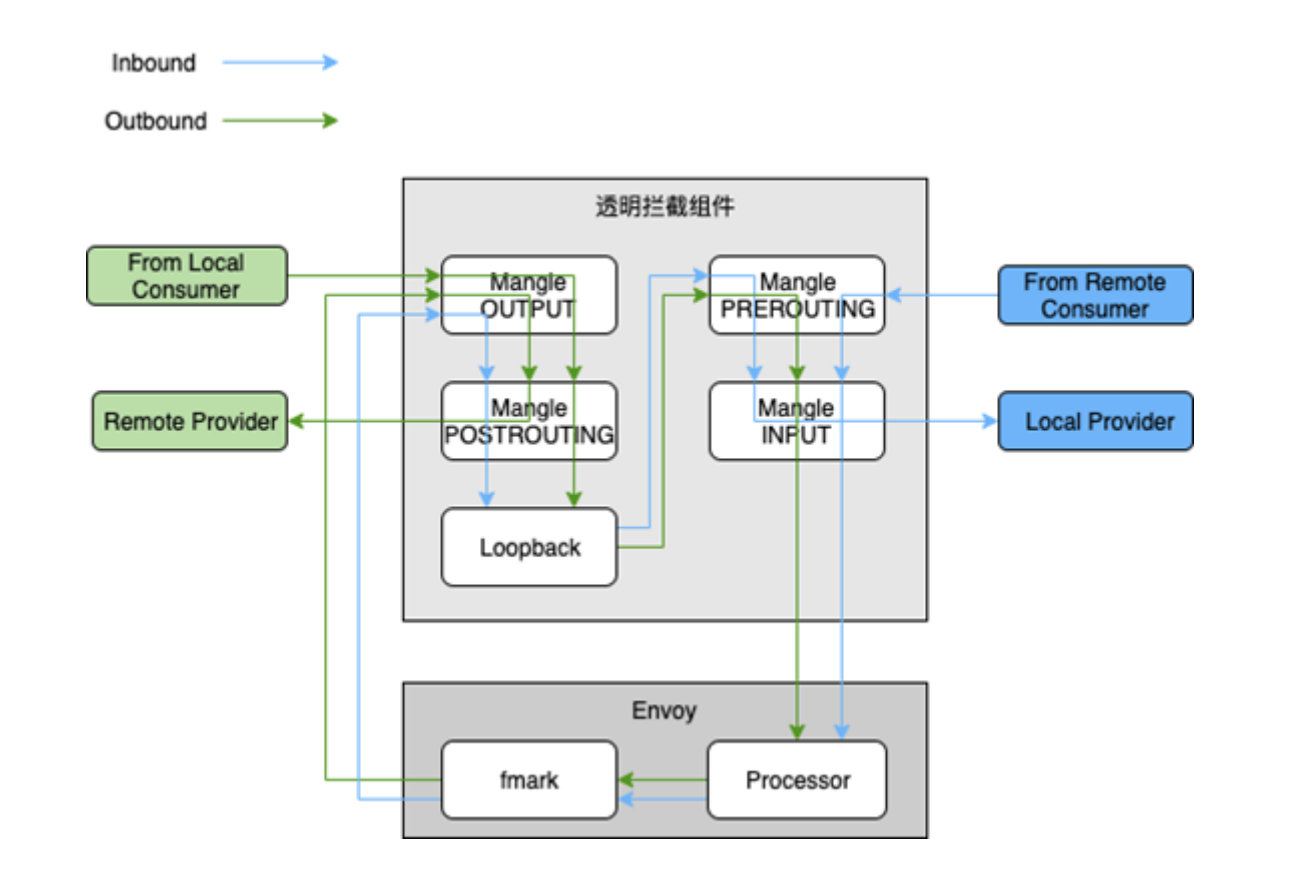 Inbound
Outbound
透明拦截组件
From Local
Consumer
Mangle
OUTPUT
Mangle
PREROUTING
From Remote
Consumer
Remote Provider
Mangle
POSTROUTING
Mangle
INPUT
Local Provider
Loopback
Envoy
fmark
Processor